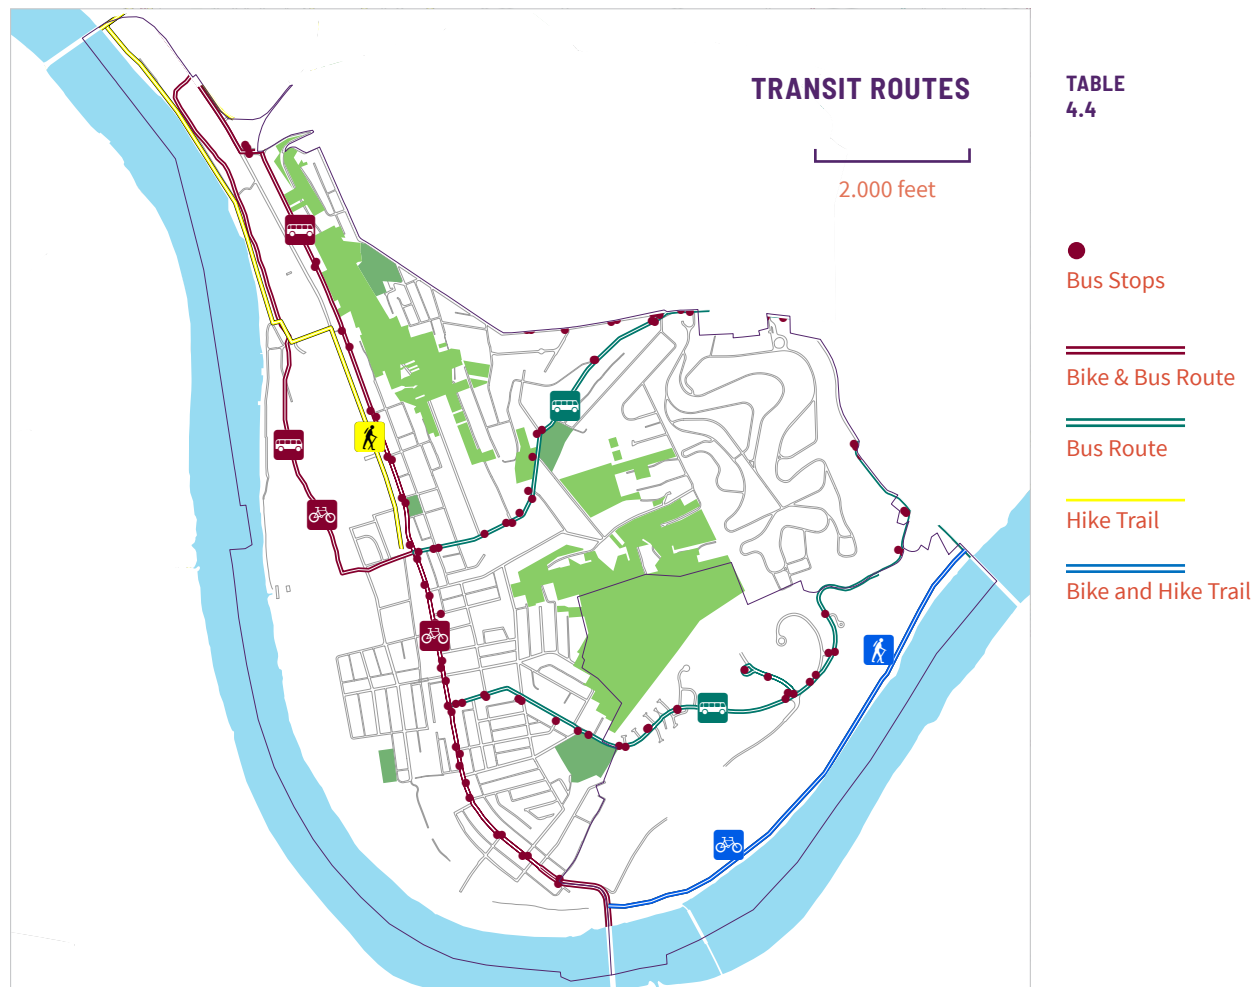 TRANSIT ROUTES
2.000 feet
TABLE
4.4
Bus Stops
Bike & Bus Route
Bus Route
Hike Trail
Bike and Hike Trail